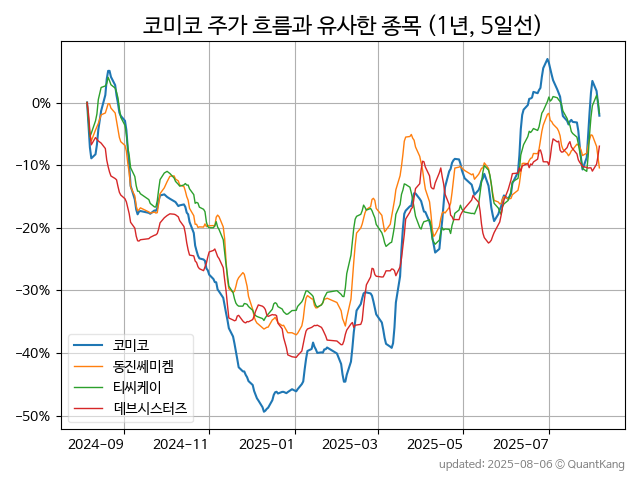 코미코 주가 흐름과 유사한 종목 (1년, 5일선)
0%
−10%
−20%
−30%
−40%
−50%
코미코
동진쎄미켐
티씨케이
데브시스터즈
2024-09
2024-11
2025-01
2025-03
2025-05
2025-07
updated: 2025-08-06 © QuantKang